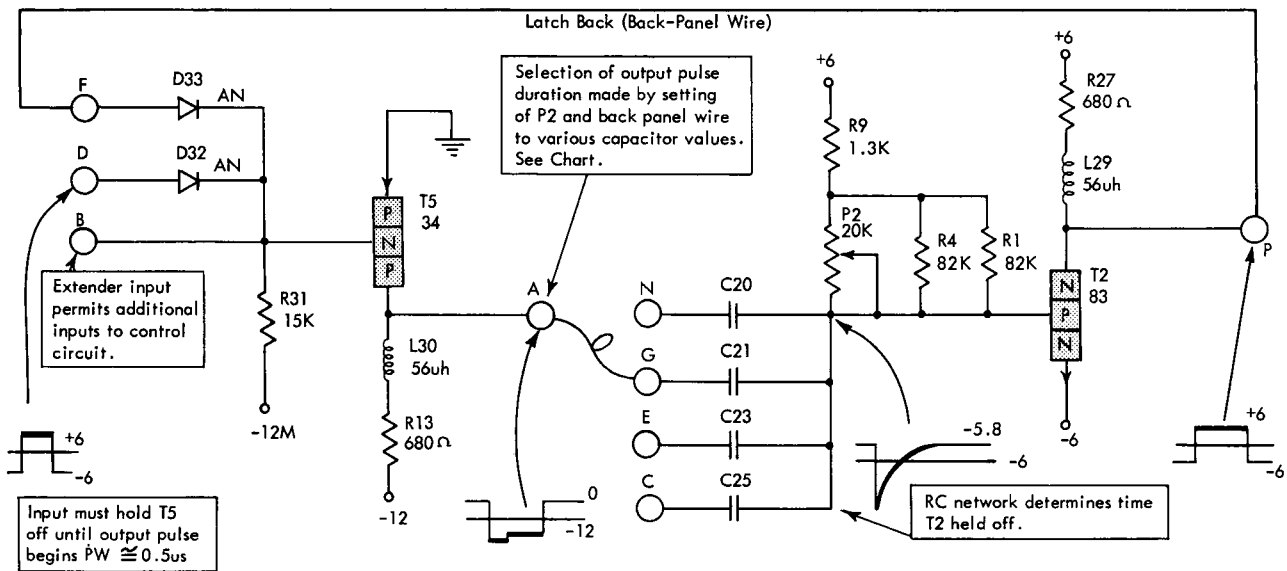 Latch Back (Back-Panel Wire)
F
D33
AN
D
D32
AN
B
Extender input
permits additional
inputs to control
circuit.
R31
15K
-12M
+6
-6
Input must hold T5
off until output pulse
begins PW ≅ 0.5us
P
N
P
T5
34
L30
56uh
R13
680Ω
-12
Selection of output pulse
duration made by setting
of P2 and back panel wire
to various capacitor values.
See Chart.
A
0
-12
N
C20
G
C21
E
C23
C
C25
+6
R9
1.3K
P2
20K
R4
82K
R1
82K
-5.8
-6
RC network determines time
T2 held off.
+6
R27
680Ω
L29
56uh
N
P
N
T2
83
-6
P
+6
-6